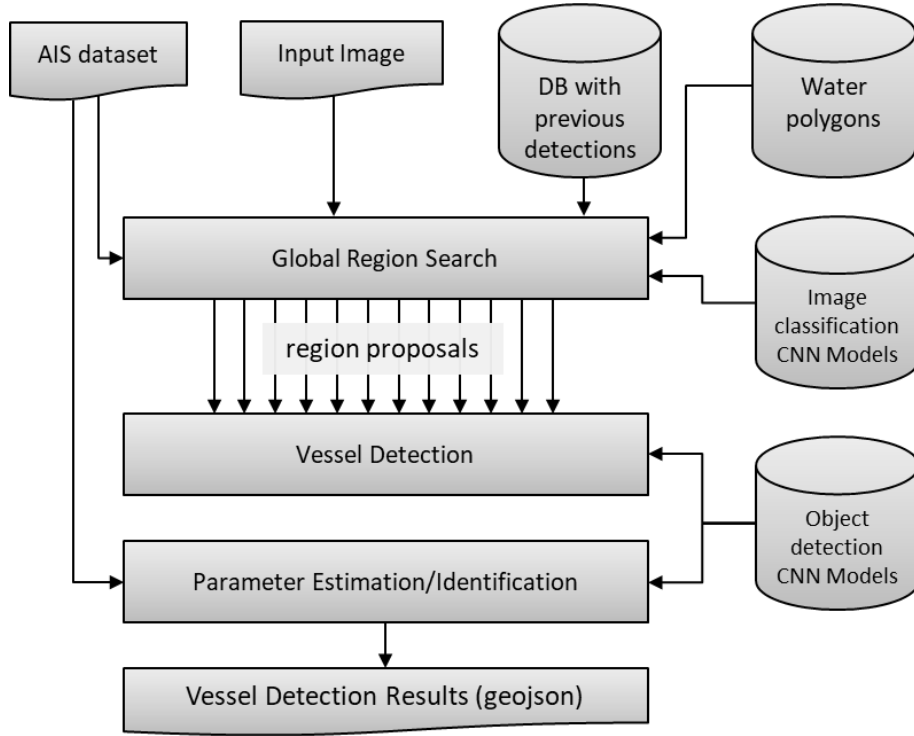 AIS dataset
Input Image
DB with
previous
detections
Water
polygons
Global Region Search
Image
classification
CNN Models
region proposals
Vessel Detection
Object
detection
CNN Models
Parameter Estimation/Identification
Vessel Detection Results (geojson)